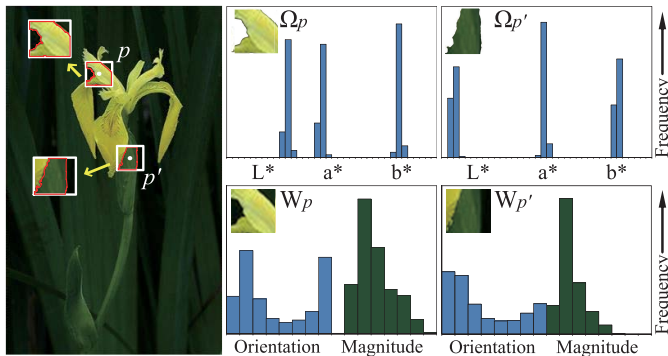 p
p'
Ωp
Ωp'
Frequency
L* a* b*
L* a* b*
Wp
Wp'
Frequency
Orientation Magnitude
Orientation Magnitude